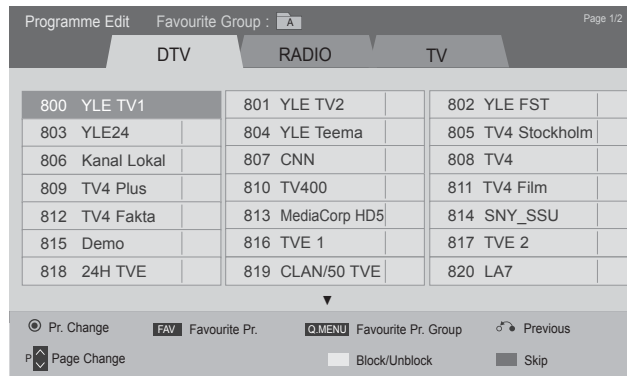 Programme Edit Favourite Group : A Page 1/2
DTV RADIO TV
800 YLE TV1 801 YLE TV2 802 YLE FST
803 YLE24 804 YLE Teema 805 TV4 Stockholm
806 Kanal Lokal 807 CNN 808 TV4
809 TV4 Plus 810 TV400 811 TV4 Film
812 TV4 Fakta 813 MediaCorp HD5 814 SNY_SSU
815 Demo 816 TVE 1 817 TVE 2
818 24H TVE 819 CLAN/50 TVE 820 LA7
Pr. Change FAV Favourite Pr. Q.MENU Favourite Pr. Group Previous
P Page Change Block/Unblock Skip